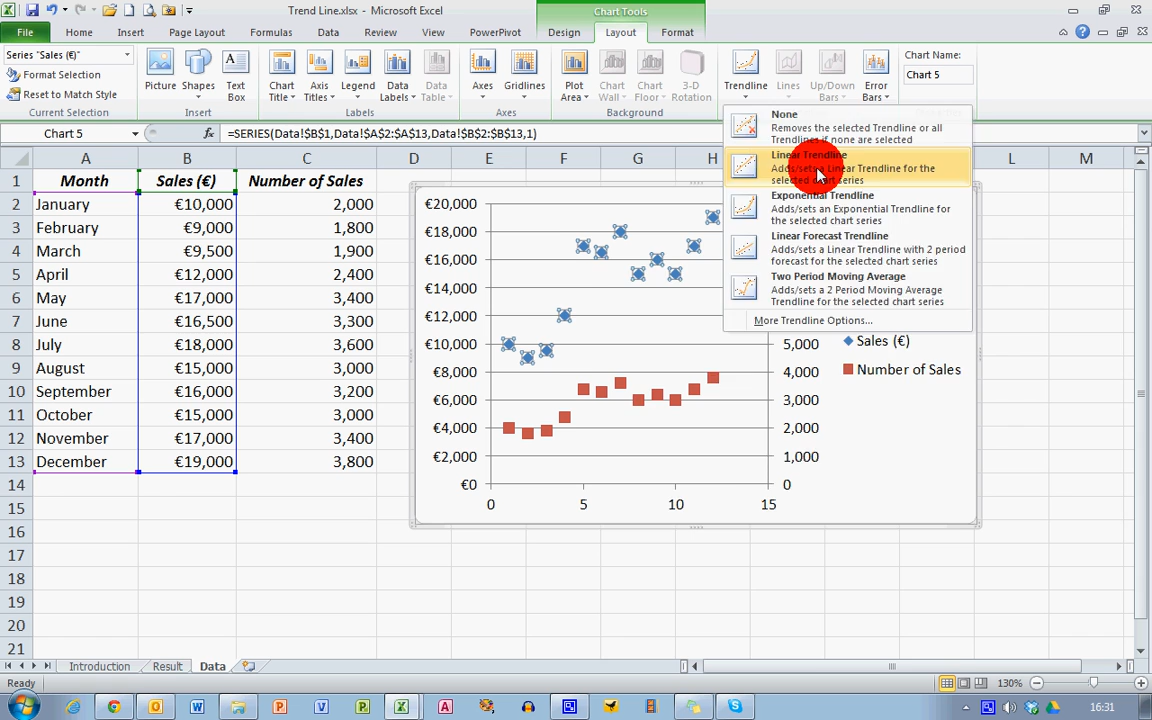 Trend Line.xlsx - Microsoft Excel
Chart Tools
File Home Insert Page Layout Formulas Data Review View PowerPivot Design Layout Format
Series "Sales (€)"
Format Selection
Reset to Match Style
Current Selection
Picture Shapes Text Box
Insert
Chart Title Axis Titles Legend Data Labels Data Table
Labels
Axes Gridlines
Axes
Plot Area Chart Wall Chart Floor 3-D Rotation
Background
Trendline Lines Up/Down Bars Error Bars
Chart Name:
Chart 5
None
Removes the selected Trendline or all
Trendlines if none are selected
Linear Trendline
Adds/sets a Linear Trendline for the
selected chart series
Exponential Trendline
Adds/sets an Exponential Trendline for
the selected chart series
Linear Forecast Trendline
Adds/sets a Linear Trendline with 2 period
forecast for the selected chart series
Two Period Moving Average
Adds/sets a 2 Period Moving Average
Trendline for the selected chart series
More Trendline Options...
Chart 5 fx =SERIES(Data!$B$1,Data!$A$2:$A$13,Data!$B$2:$B$13,1)
A B C D E F G H L M
1 Month Sales (€) Number of Sales
2 January €10,000 2,000
3 February €9,000 1,800
4 March €9,500 1,900
5 April €12,000 2,400
6 May €17,000 3,400
7 June €16,500 3,300
8 July €18,000 3,600
9 August €15,000 3,000
10 September €16,000 3,200
11 October €15,000 3,000
12 November €17,000 3,400
13 December €19,000 3,800
14
15
16
17
18
19
20
21
€20,000
€18,000
€16,000
€14,000
€12,000
€10,000
€8,000
€6,000
€4,000
€2,000
€0
5,000
4,000
3,000
2,000
1,000
0
0 5 10 15
Sales (€)
Number of Sales
Introduction Result Data
Ready
130%
16:31